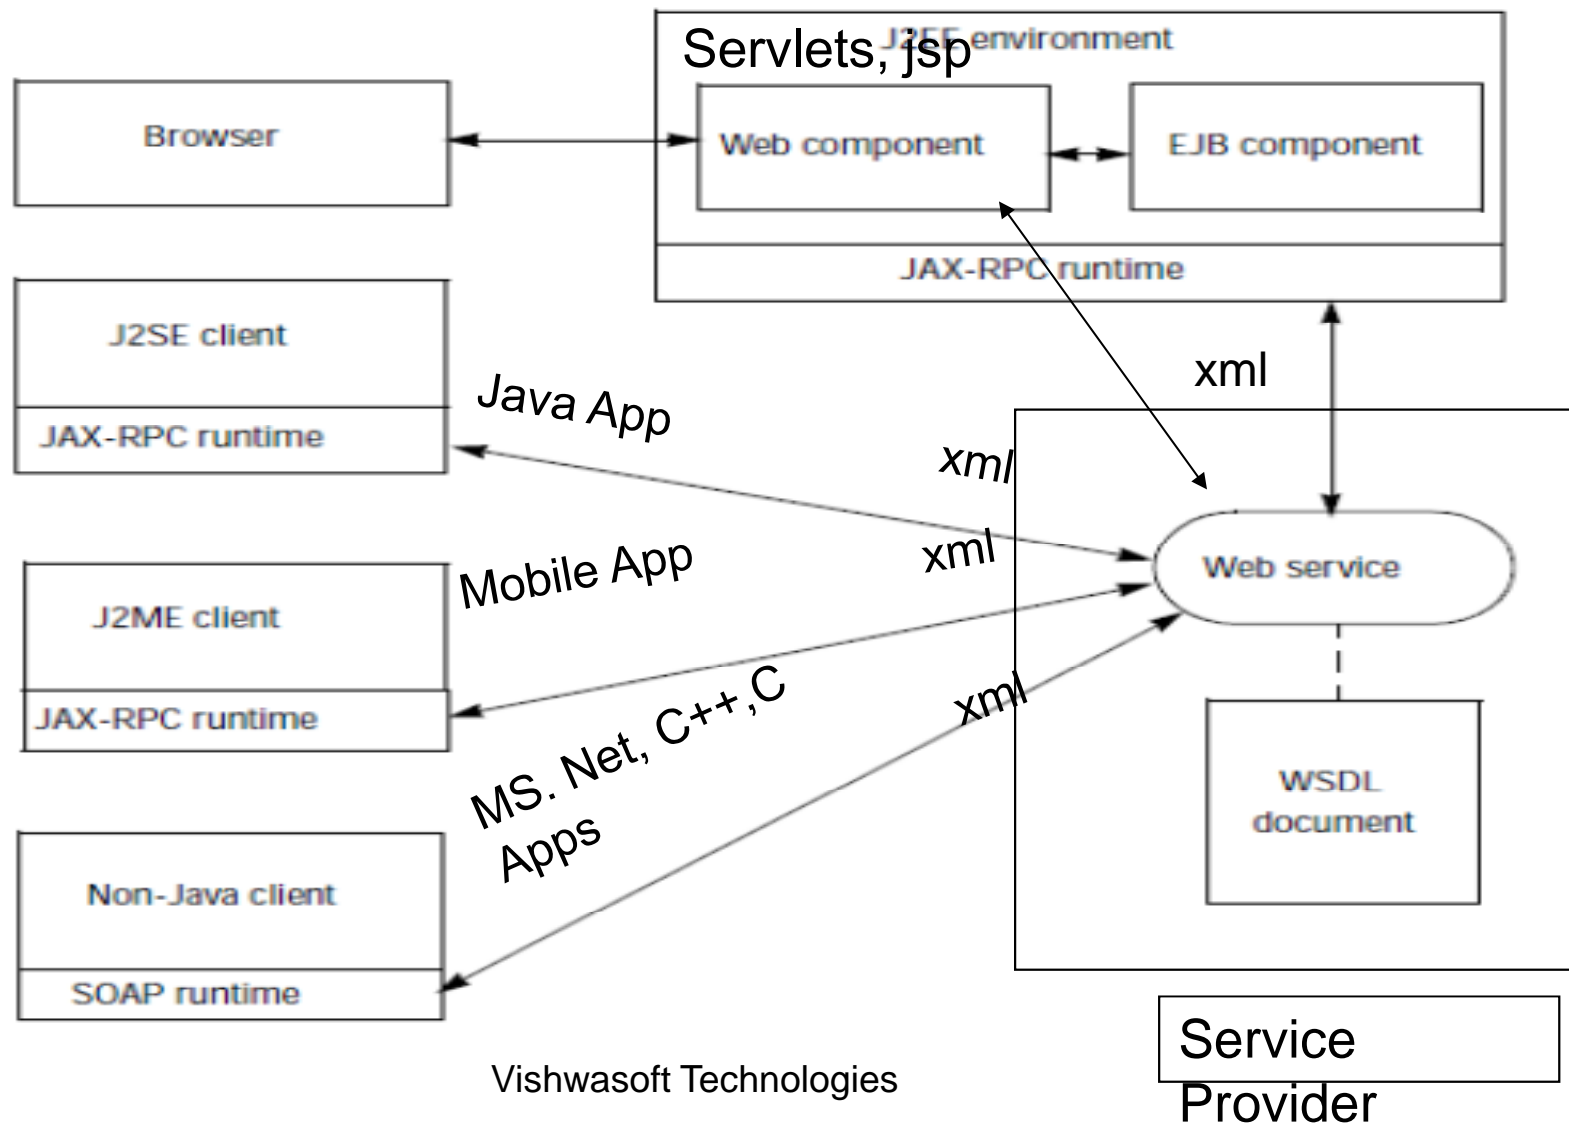 Servlets, jsp
J2EE environment
Browser
Web component
EJB component
JAX-RPC runtime
J2SE client
JAX-RPC runtime
Java App
xml
xml
xml
Mobile App
J2ME client
JAX-RPC runtime
Web service
xml
MS. Net, C++,C
Apps
WSDL
document
Non-Java client
SOAP runtime
Service
Provider
Vishwasoft Technologies